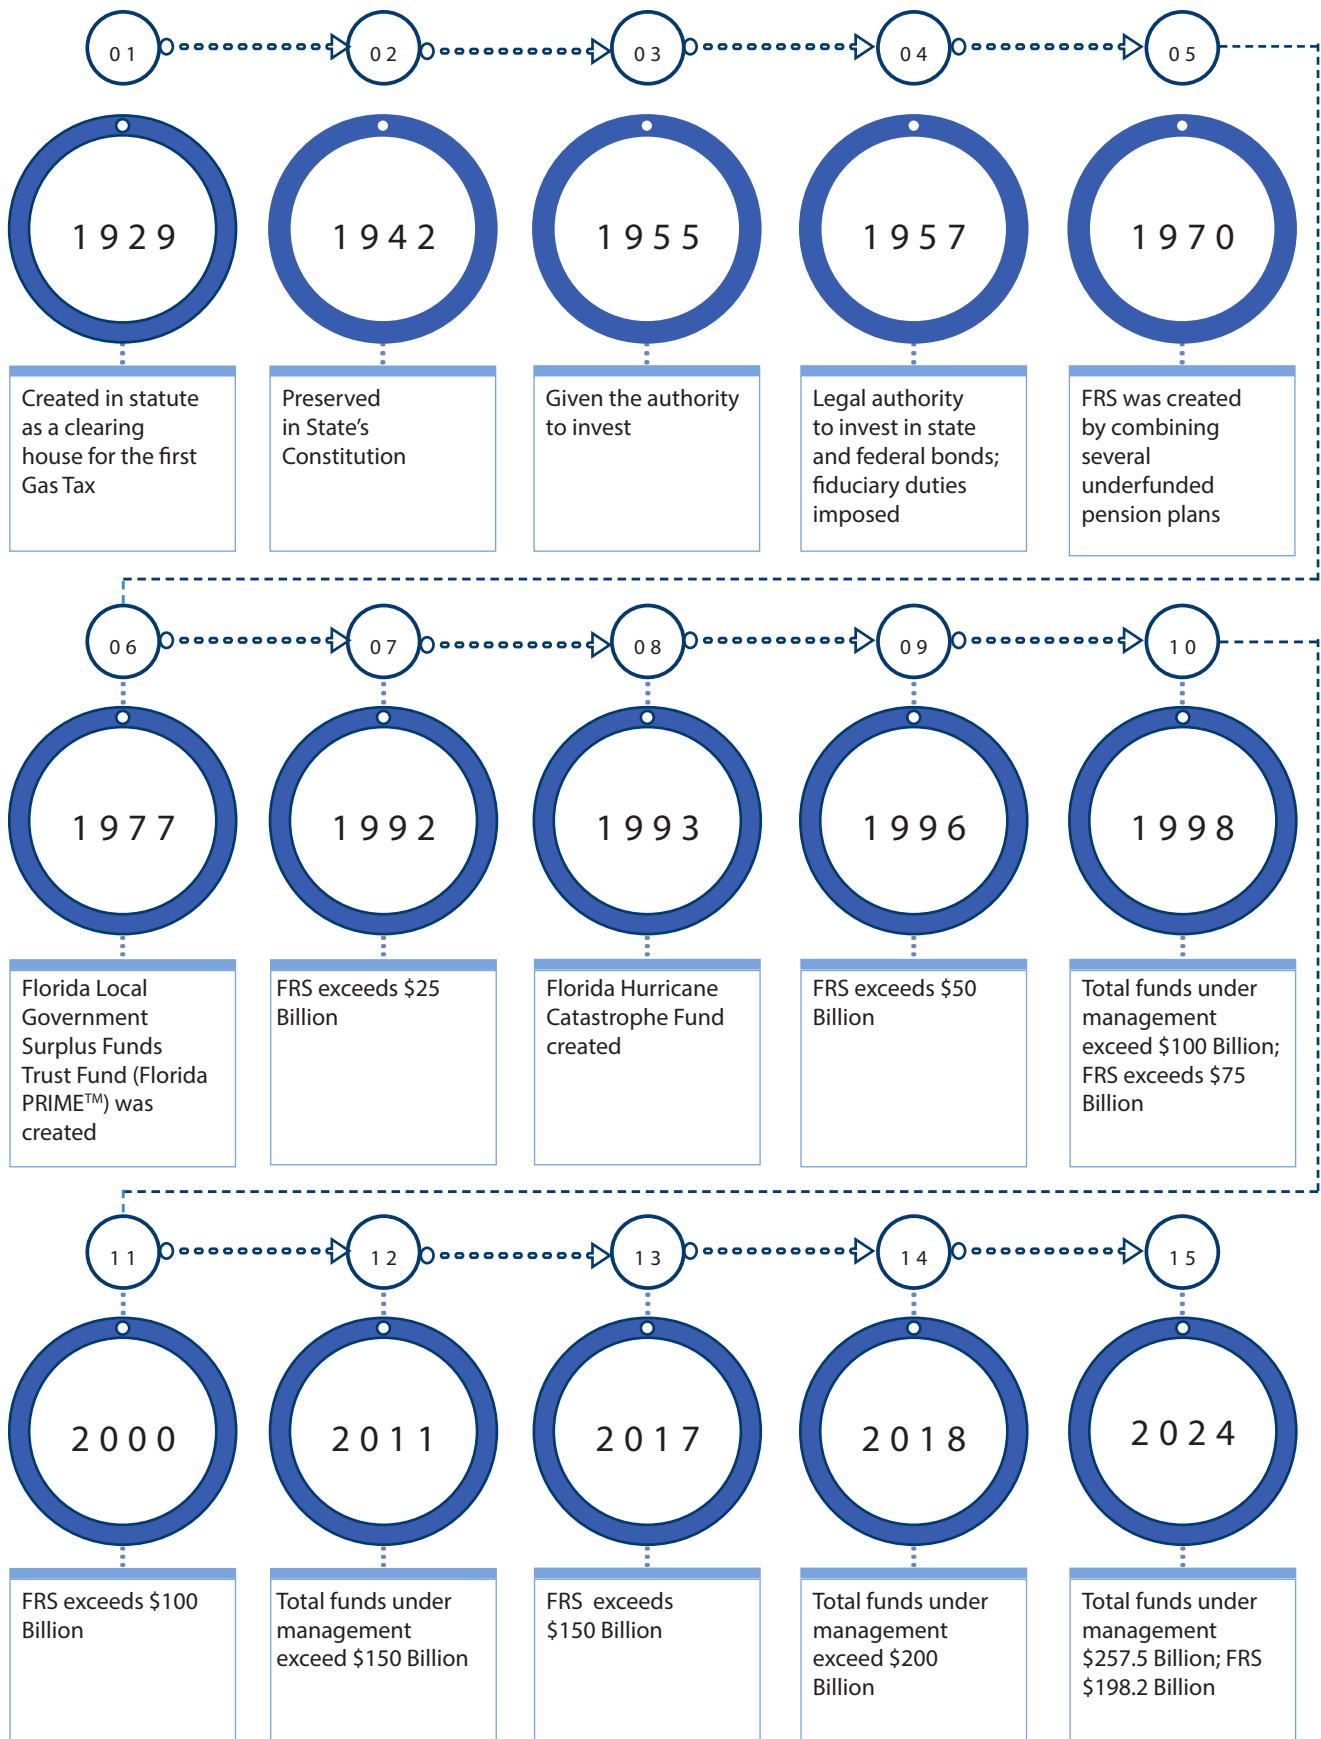 01
02
03
04
05
1929
1942
1955
1957
1970
Created in statute
as a clearing
house for the first
Gas Tax
Preserved
in State’s
Constitution
Given the authority
to invest
Legal authority
to invest in state
and federal bonds;
fiduciary duties
imposed
FRS was created
by combining
several
underfunded
pension plans
06
07
08
09
10
1977
1992
1993
1996
1998
Florida Local
Government
Surplus Funds
Trust Fund (Florida
PRIME™) was
created
FRS exceeds $25
Billion
Florida Hurricane
Catastrophe Fund
created
FRS exceeds $50
Billion
Total funds under
management
exceed $100 Billion;
FRS exceeds $75
Billion
11
12
13
14
15
2000
2011
2017
2018
2024
FRS exceeds $100
Billion
Total funds under
management
exceed $150 Billion
FRS exceeds
$150 Billion
Total funds under
management
exceed $200
Billion
Total funds under
management
$257.5 Billion; FRS
$198.2 Billion